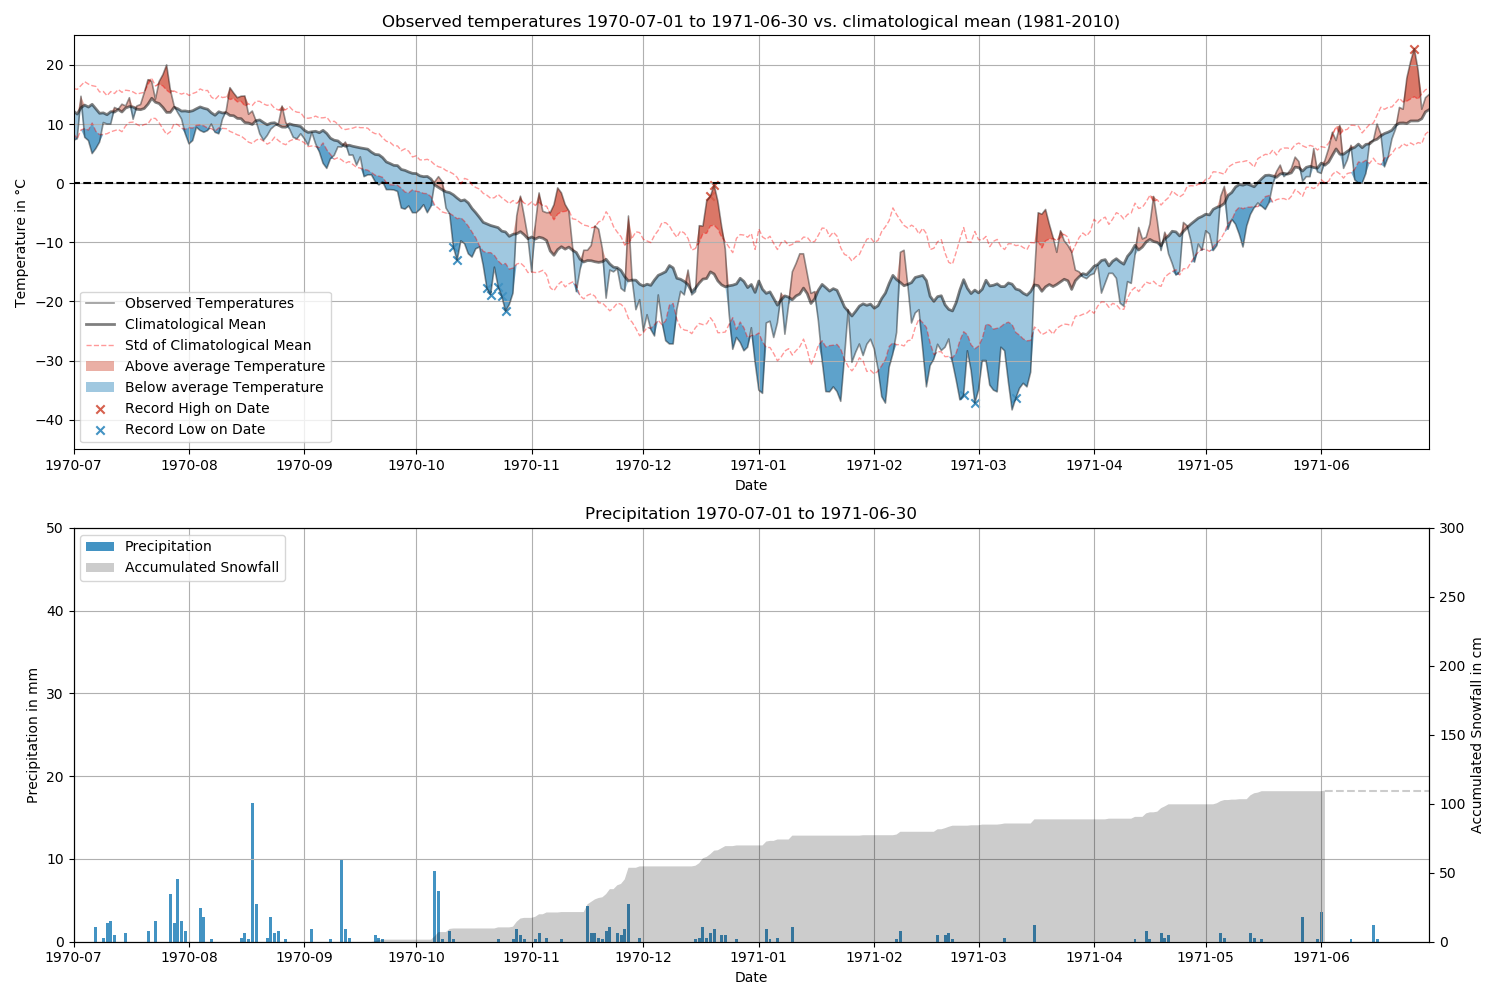 Observed temperatures 1970-07-01 to 1971-06-30 vs. climatological mean (1981-2010)
Temperature in °C
20
10
0
−10
−20
−30
−40
Observed Temperatures
Climatological Mean
Std of Climatological Mean
Above average Temperature
Below average Temperature
Record High on Date
Record Low on Date
1970-07 1970-08 1970-09 1970-10 1970-11 1970-12 1971-01 1971-02 1971-03 1971-04 1971-05 1971-06
Date
Precipitation 1970-07-01 to 1971-06-30
Precipitation in mm
50
40
30
20
10
0
Precipitation
Accumulated Snowfall
300
250
200
150
100
50
0
Accumulated Snowfall in cm
1970-07 1970-08 1970-09 1970-10 1970-11 1970-12 1971-01 1971-02 1971-03 1971-04 1971-05 1971-06
Date